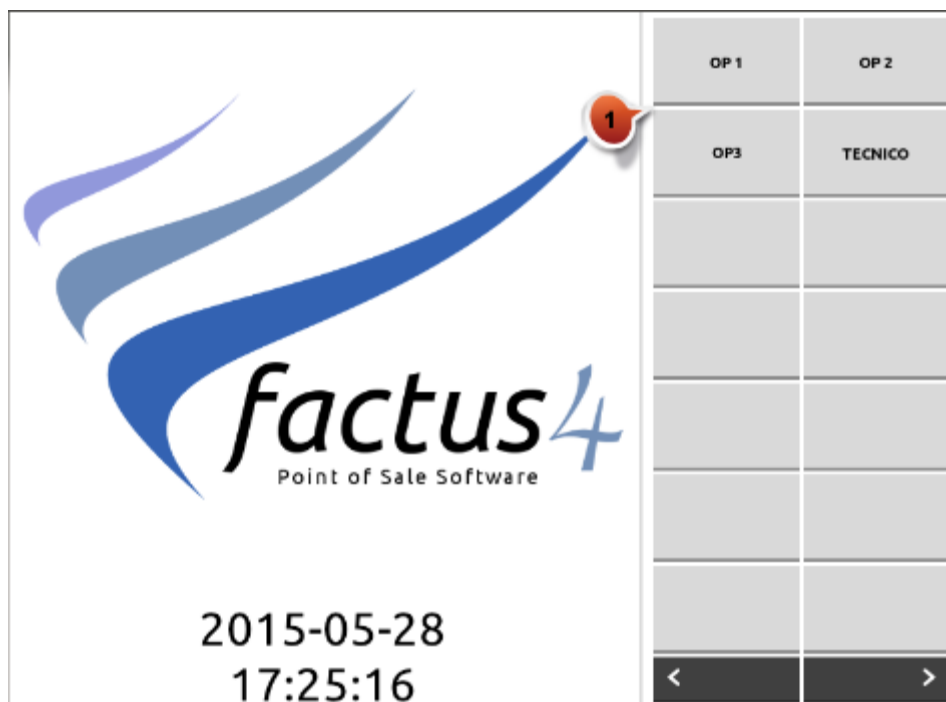 OP 1
OP 2
1
OP3
TECNICO
factus4
Point of Sale Software
2015-05-28
17:25:16
<
>